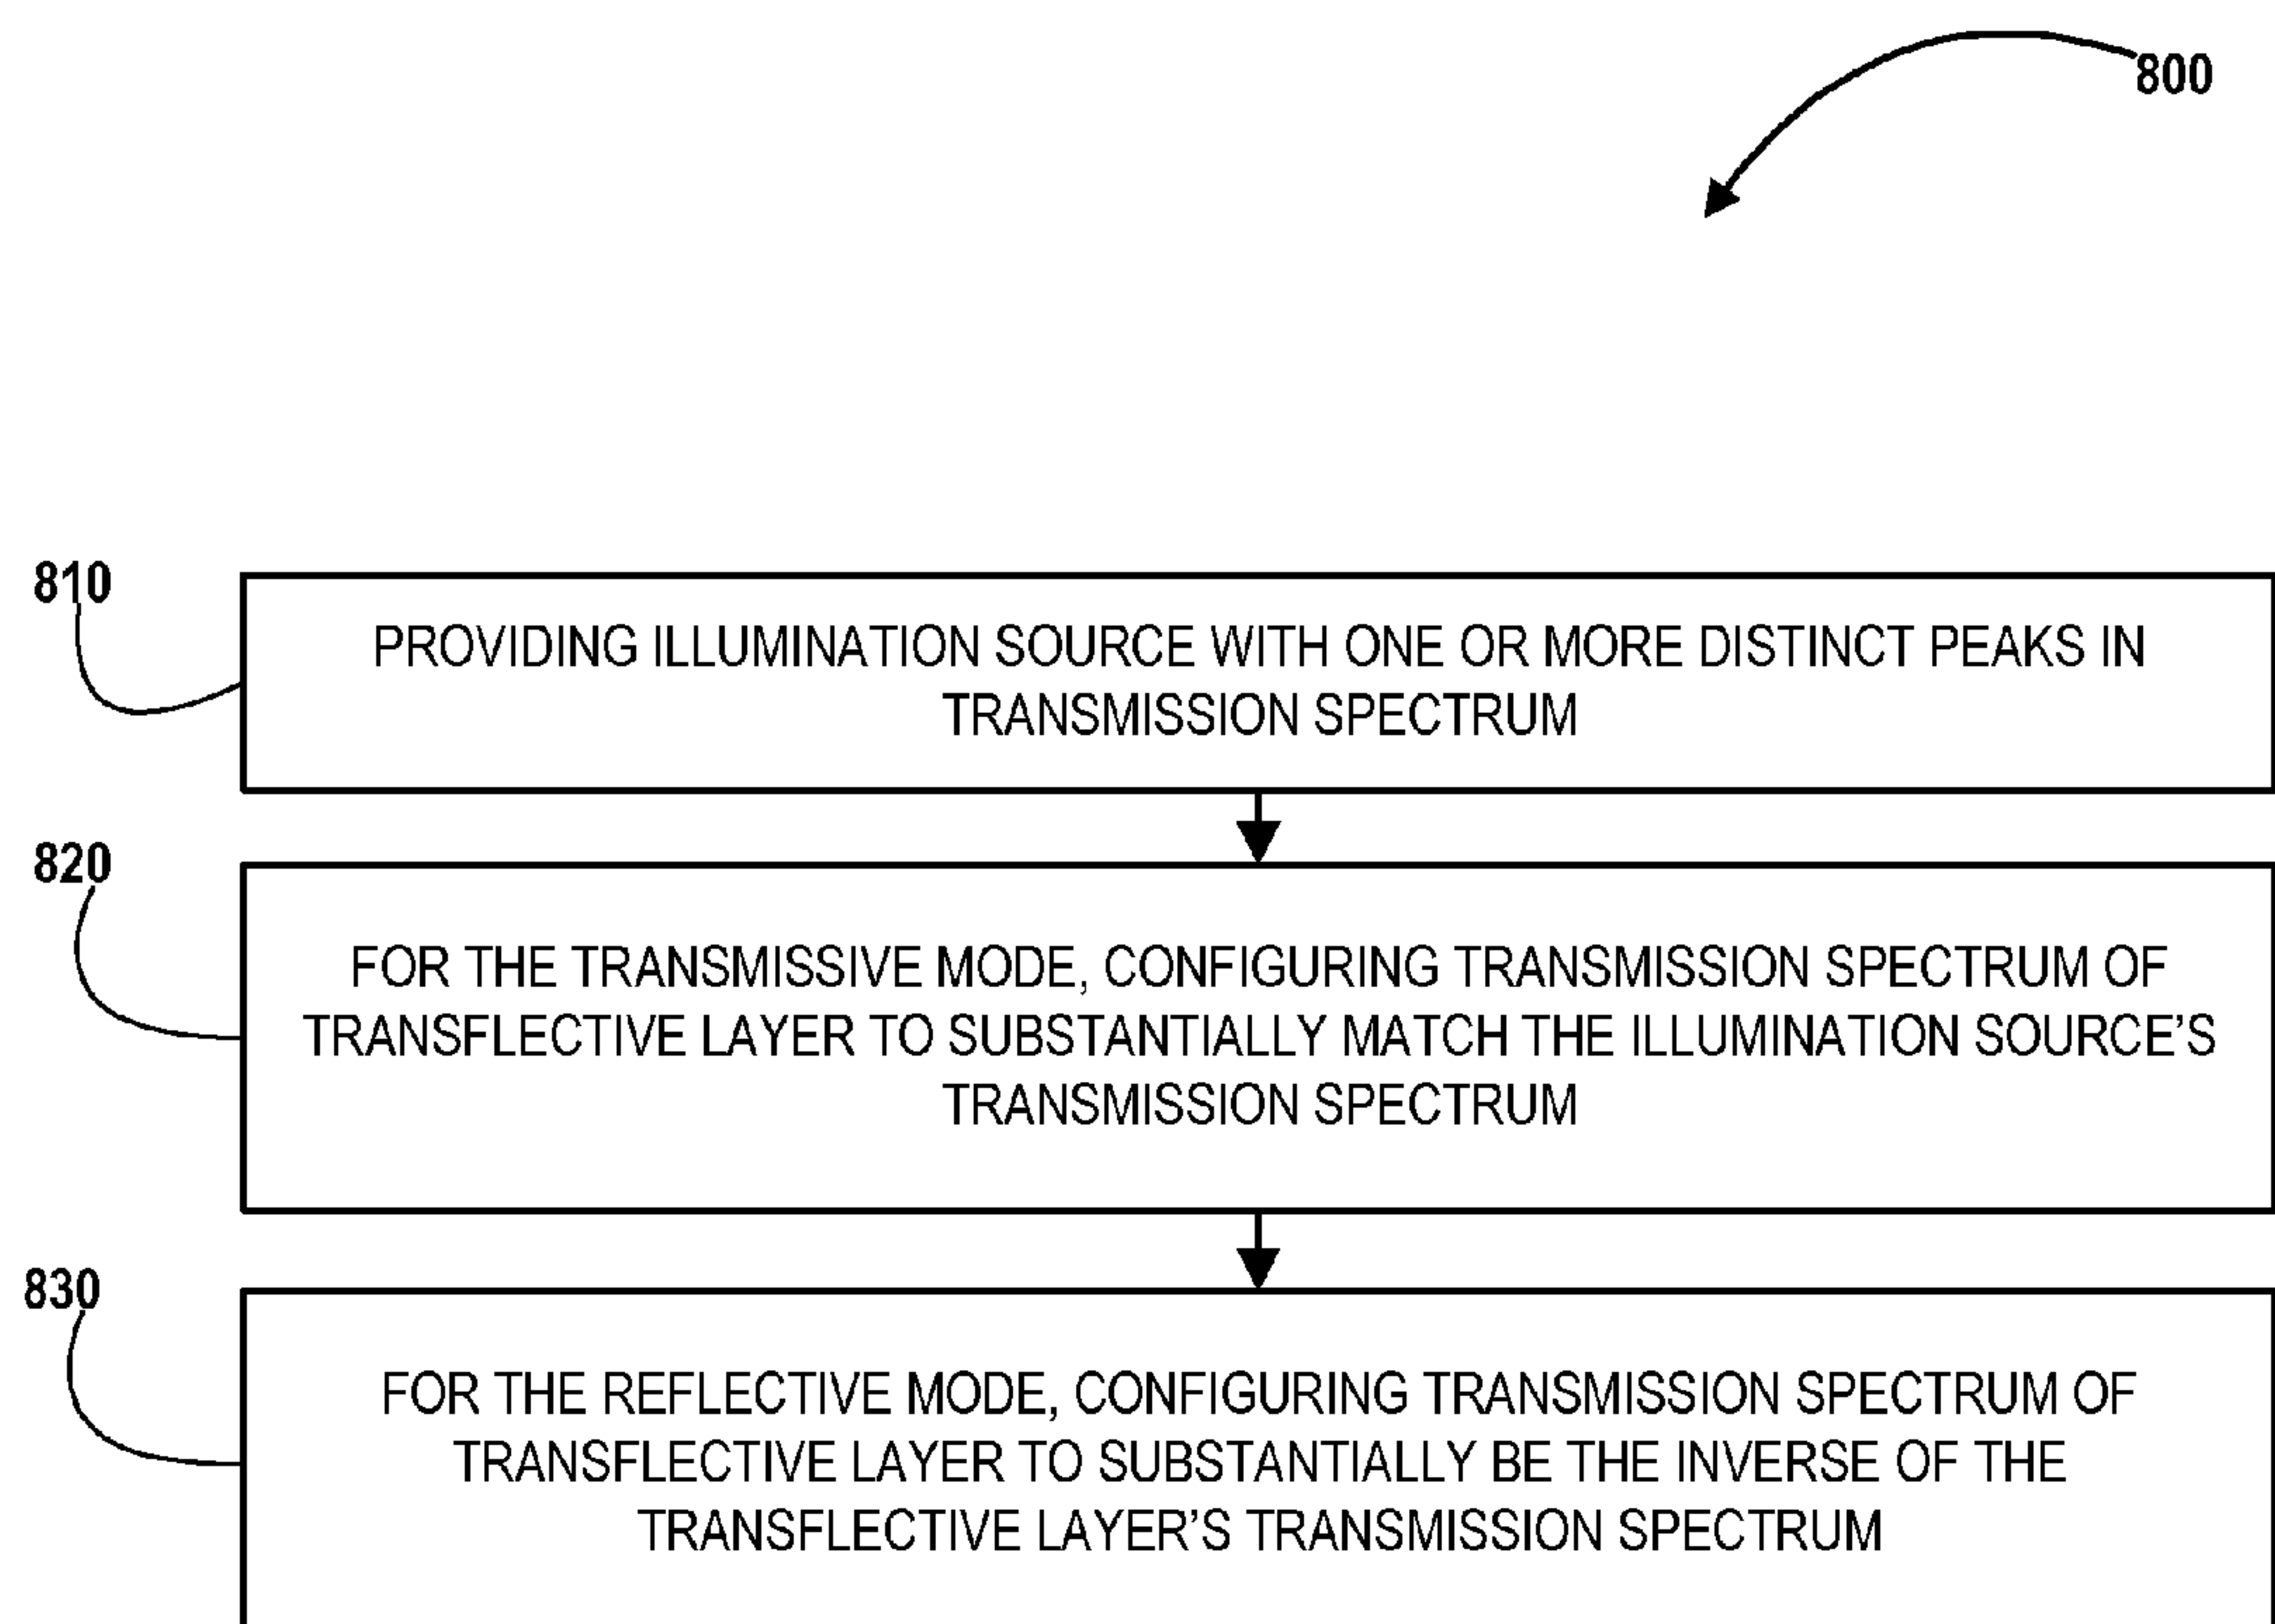 800
810
PROVIDING ILLUMINATION SOURCE WITH ONE OR MORE DISTINCT PEAKS IN
TRANSMISSION SPECTRUM
820
FOR THE TRANSMISSIVE MODE, CONFIGURING TRANSMISSION SPECTRUM OF
TRANSFLECTIVE LAYER TO SUBSTANTIALLY MATCH THE ILLUMINATION SOURCE'S
TRANSMISSION SPECTRUM
830
FOR THE REFLECTIVE MODE, CONFIGURING TRANSMISSION SPECTRUM OF
TRANSFLECTIVE LAYER TO SUBSTANTIALLY BE THE INVERSE OF THE
TRANSFLECTIVE LAYER'S TRANSMISSION SPECTRUM